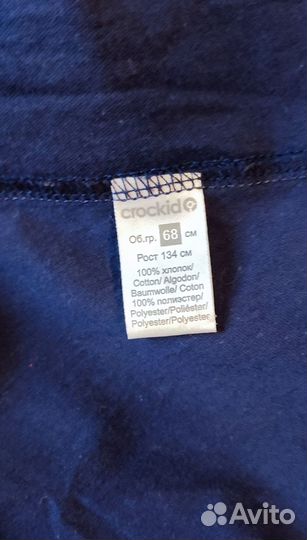 crockid
Об.гр. 68 см
Рост 134 см
100% хлопок/
Cotton/ Algodon/
Baumwolle/ Coton
100% полиэстер/
Polyester/Poliéster/
Polyester/Polyester
Avito